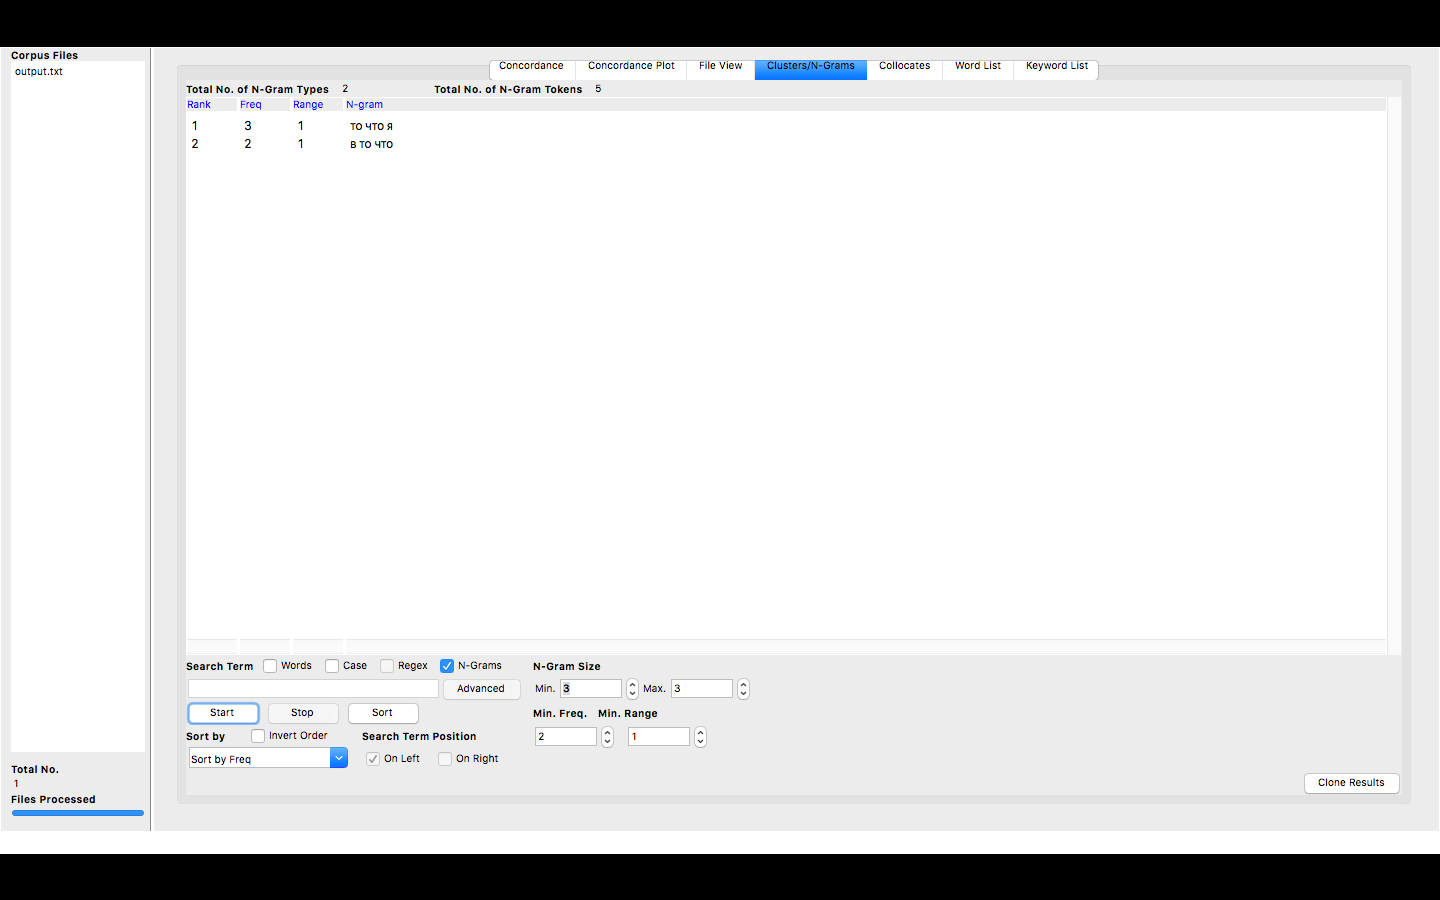 Corpus Files
output.txt
Concordance Concordance Plot File View Clusters/N-Grams Collocates Word List Keyword List
Total No. of N-Gram Types 2 Total No. of N-Gram Tokens 5
Rank Freq Range N-gram
1 3 1 то что я
2 2 1 в то что
Search Term Words Case Regex N-Grams N-Gram Size
Advanced Min. 3 Max. 3
Start Stop Sort Min. Freq. Min. Range
Sort by Invert Order Search Term Position 2 1
Sort by Freq On Left On Right
Total No.
1
Files Processed
Clone Results